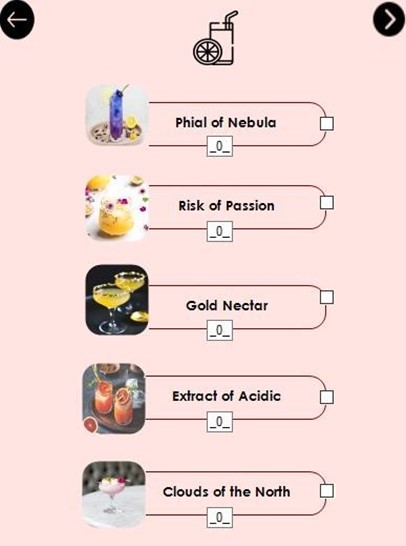 Phial of Nebula
_0_
Risk of Passion
_0_
Gold Nectar
_0_
Extract of Acidic
_0_
Clouds of the North
_0_